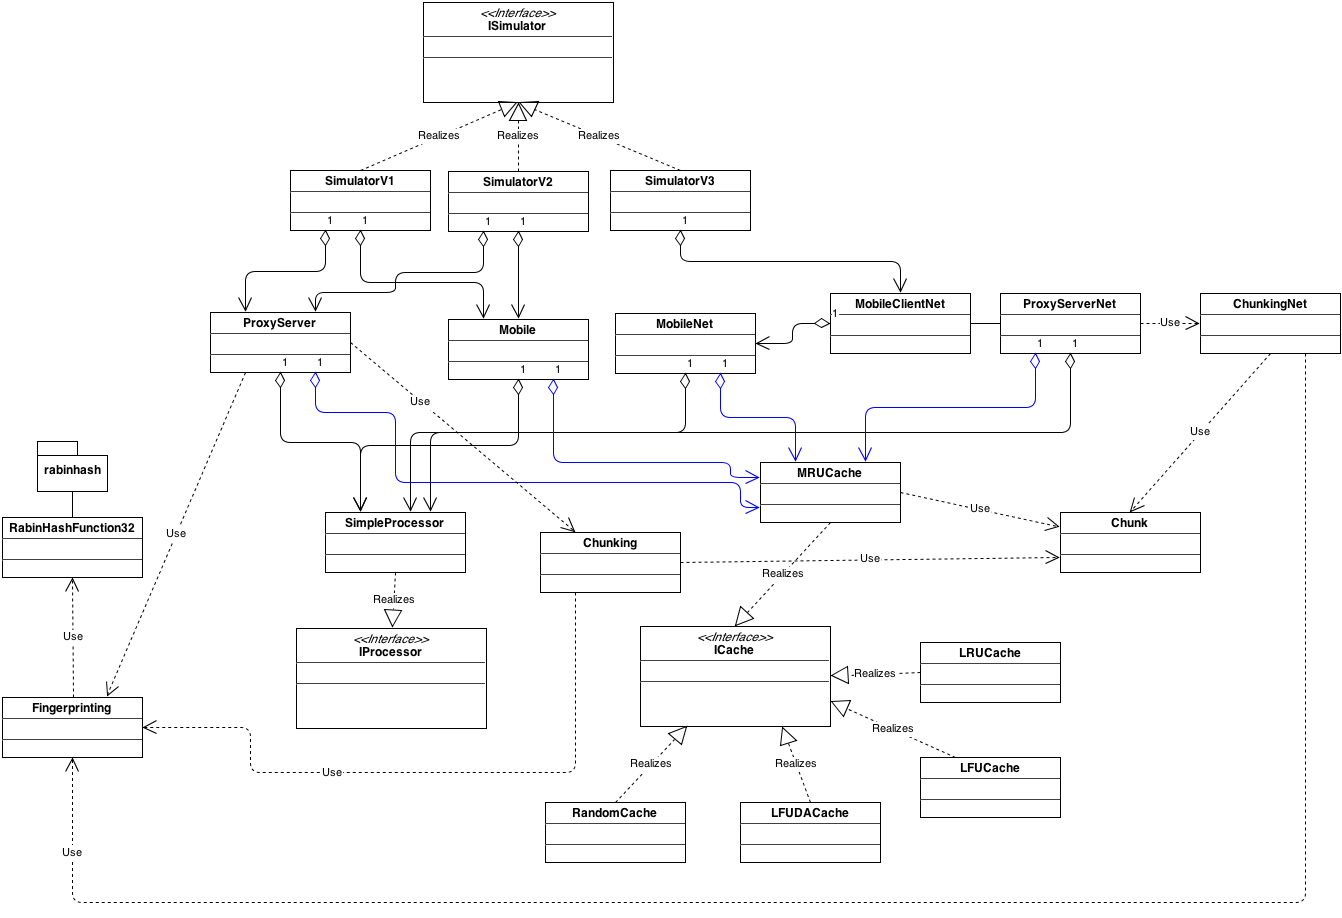 <<Interface>>
ISimulator
Realizes
Realizes
Realizes
SimulatorV1
1
1
SimulatorV2
1
1
SimulatorV3
1
MobileClientNet
1
ProxyServerNet
1
1
Use
ChunkingNet
ProxyServer
1
1
Mobile
1
1
MobileNet
1
1
Use
Use
rabinhash
MRUCache
RabinHashFunction32
Use
SimpleProcessor
Use
Chunk
Chunking
Use
Realizes
Realizes
Use
<<Interface>>
IProcessor
<<Interface>>
ICache
LRUCache
Realizes
Fingerprinting
Realizes
Use
Realizes
Realizes
LFUCache
RandomCache
LFUDACache
Use